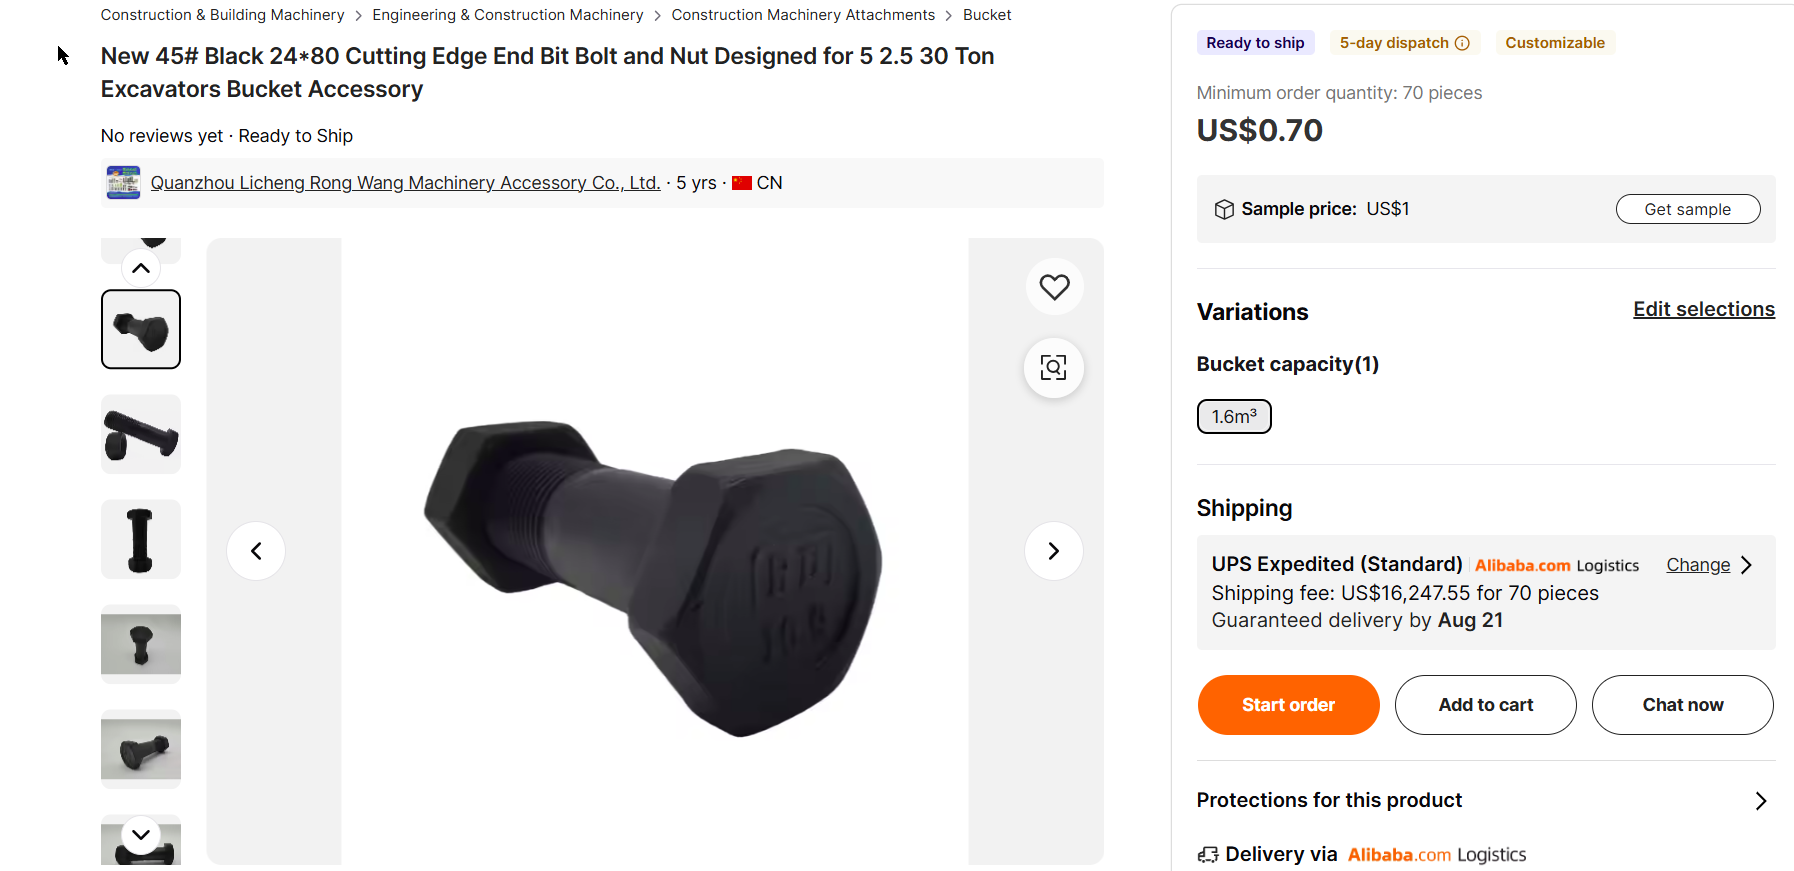 Construction & Building Machinery > Engineering & Construction Machinery > Construction Machinery Attachments > Bucket
New 45# Black 24*80 Cutting Edge End Bit Bolt and Nut Designed for 5 2.5 30 Ton
Excavators Bucket Accessory
No reviews yet · Ready to Ship
Quanzhou Licheng Rong Wang Machinery Accessory Co., Ltd. · 5 yrs · CN
Ready to ship 5-day dispatch Customizable
Minimum order quantity: 70 pieces
US$0.70
Sample price: US$1 Get sample
Variations Edit selections
Bucket capacity(1)
1.6m³
Shipping
UPS Expedited (Standard) Alibaba.com Logistics Change >
Shipping fee: US$16,247.55 for 70 pieces
Guaranteed delivery by Aug 21
Start order Add to cart Chat now
Protections for this product
Delivery via Alibaba.com Logistics